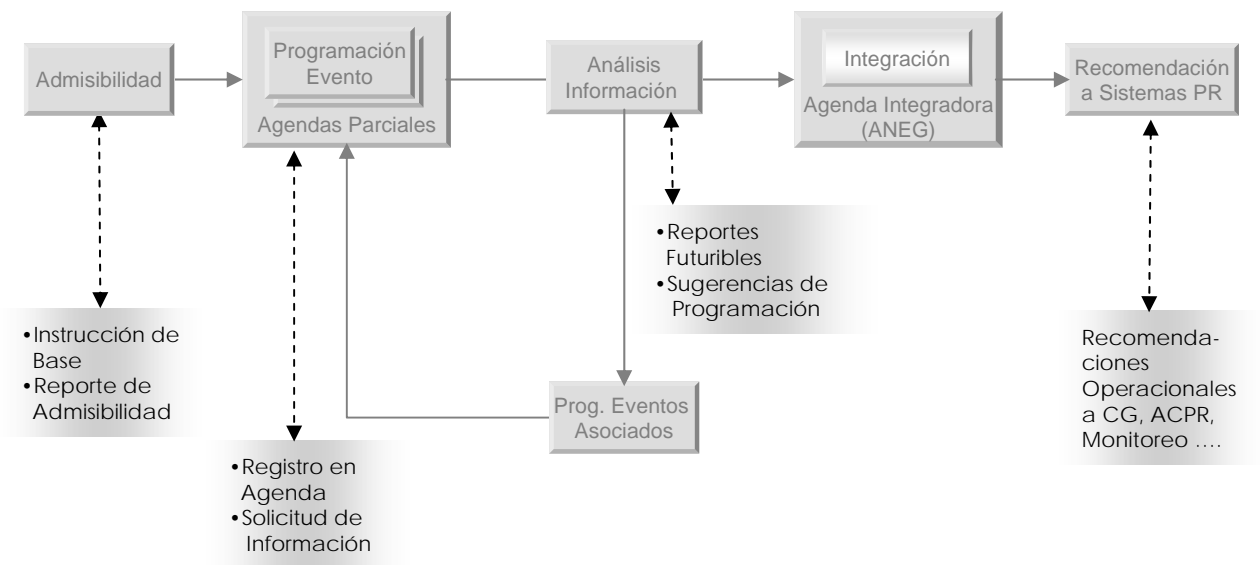 Admisibilidad
Programación
Evento
Agendas Parciales
Análisis
Información
Integración
Agenda Integradora
(ANEG)
Recomendación
a Sistemas PR
•Reportes
Futuribles
•Sugerencias de
Programación
•Instrucción de
Base
•Reporte de
Admisibilidad
Recomenda-
ciones
Operacionales
a CG, ACPR,
Monitoreo ....
Prog. Eventos
Asociados
•Registro en
Agenda
•Solicitud de
Información